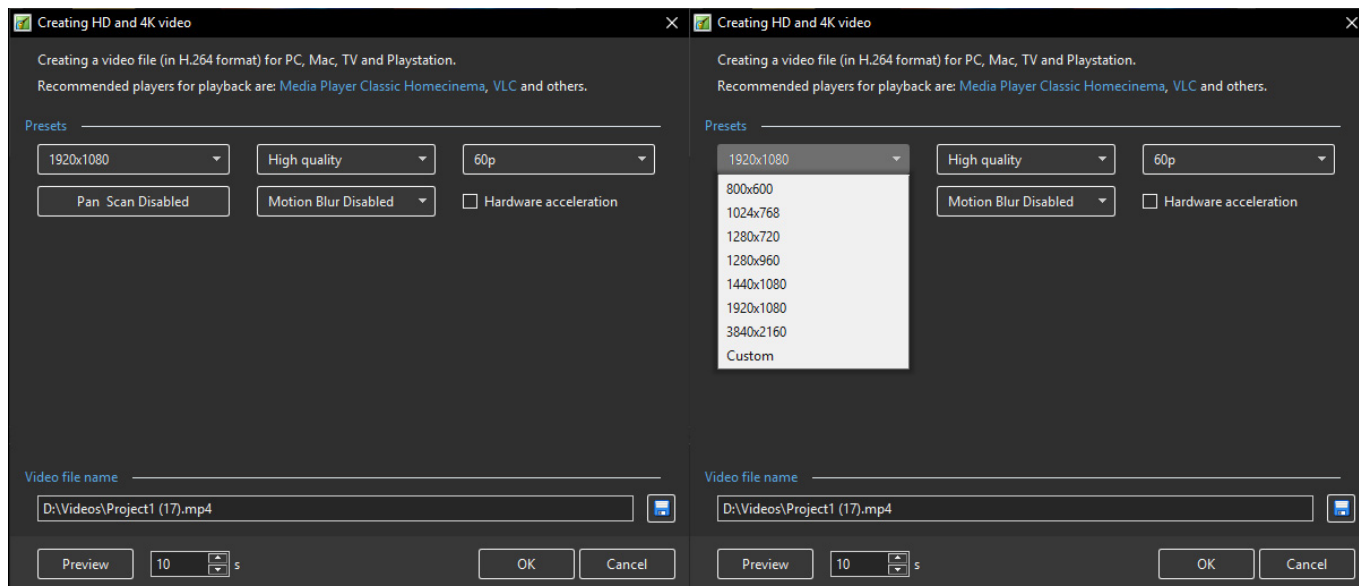 Creating HD and 4K video
Creating a video file (in H.264 format) for PC, Mac, TV and Playstation.
Recommended players for playback are: Media Player Classic Homecinema, VLC and others.
Presets
1920x1080 High quality 60p
Pan Scan Disabled Motion Blur Disabled Hardware acceleration
Video file name
D:\Videos\Project1 (17).mp4
Preview 10 s OK Cancel
Creating HD and 4K video
Creating a video file (in H.264 format) for PC, Mac, TV and Playstation.
Recommended players for playback are: Media Player Classic Homecinema, VLC and others.
Presets
1920x1080 High quality 60p
800x600
Motion Blur Disabled Hardware acceleration
1024x768
1280x720
1280x960
1440x1080
1920x1080
3840x2160
Custom
Video file name
D:\Videos\Project1 (17).mp4
Preview 10 s OK Cancel